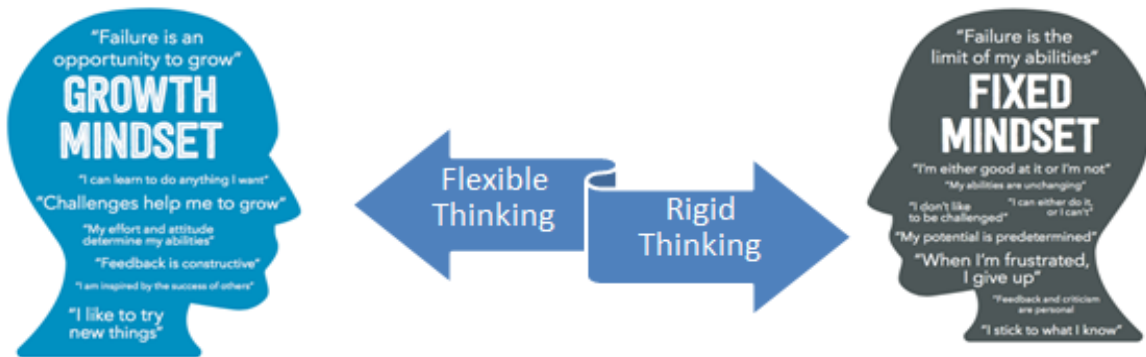 “Failure is an
opportunity to grow”
GROWTH
MINDSET
“I can learn to do anything I want”
“Challenges help me to grow”
“My effort and attitude
determine my abilities”
“Feedback is constructive”
“I am inspired by the success of others”
“I like to try
new things”
Flexible
Thinking
Rigid
Thinking
“Failure is the
limit of my abilities”
FIXED
MINDSET
“I'm either good at it or I'm not”
“My abilities are unchanging”
“I don't like
to be challenged”
“I can either do it,
or I can't”
“My potential is predetermined”
“When I'm frustrated,
I give up”
“Feedback and criticism
are personal
“I stick to what I know”